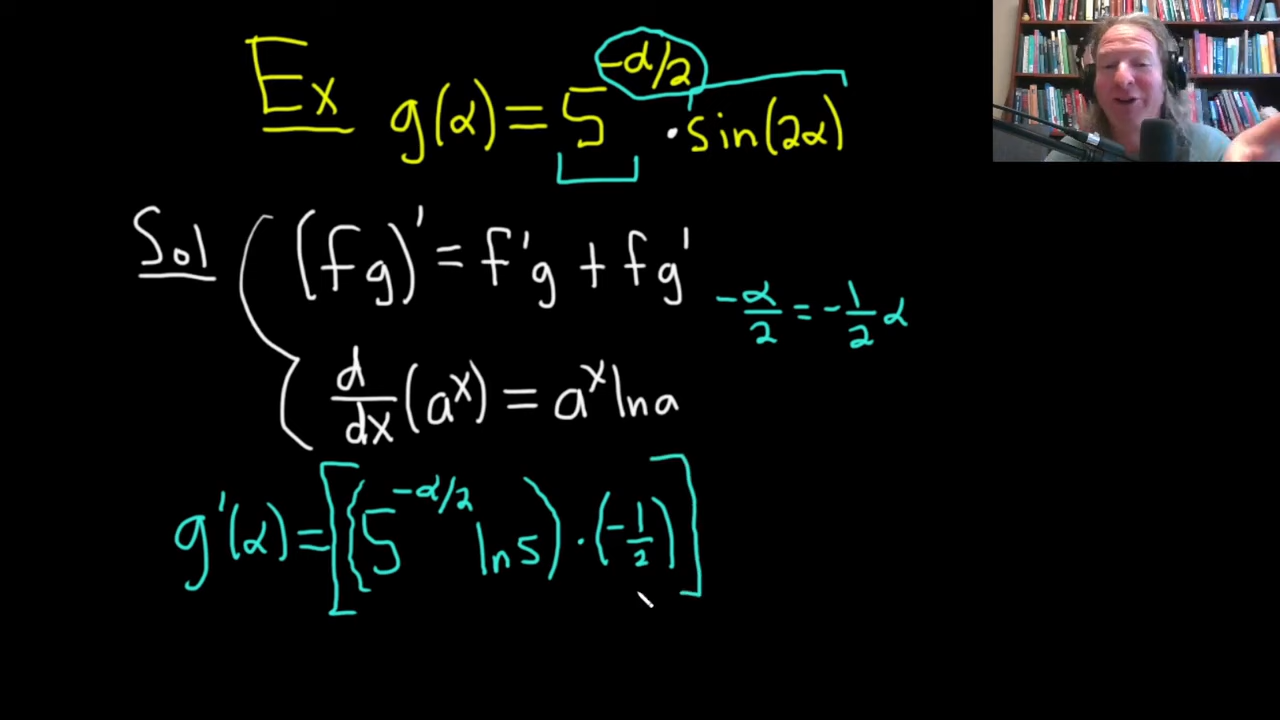 Ex g(α) = 5^(-α/2) · sin(2α)
Sol (fg)' = f'g + fg'
-α/2 = -1/2 α
d/dx (a^x) = a^x ln a
g'(α) = [(5^(-α/2) ln 5) · (-1/2)]